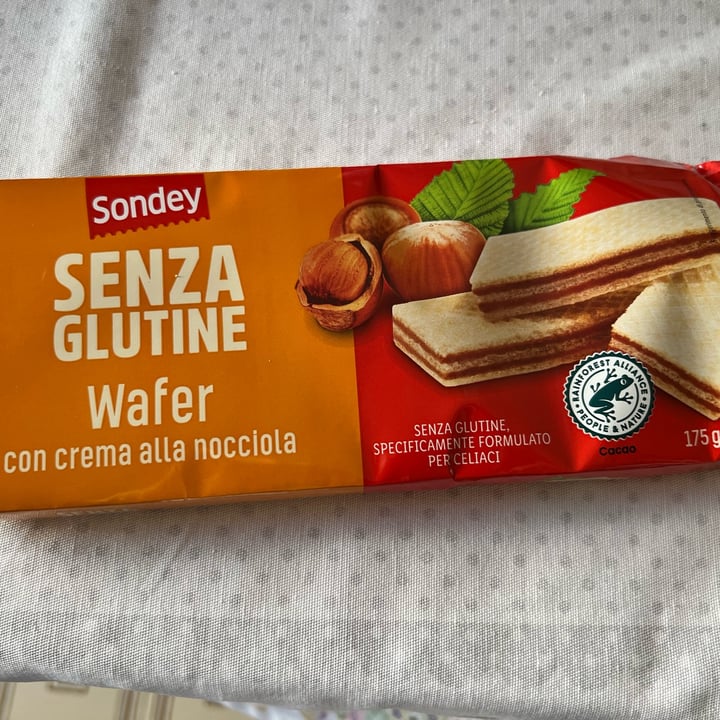 Sondey
SENZA
GLUTINE
Wafer
con crema alla nocciola
SENZA GLUTINE,
SPECIFICAMENTE FORMULATO
PER CELIACI
RAINFOREST ALLIANCE
PEOPLE & NATURE
Cacao
175 g